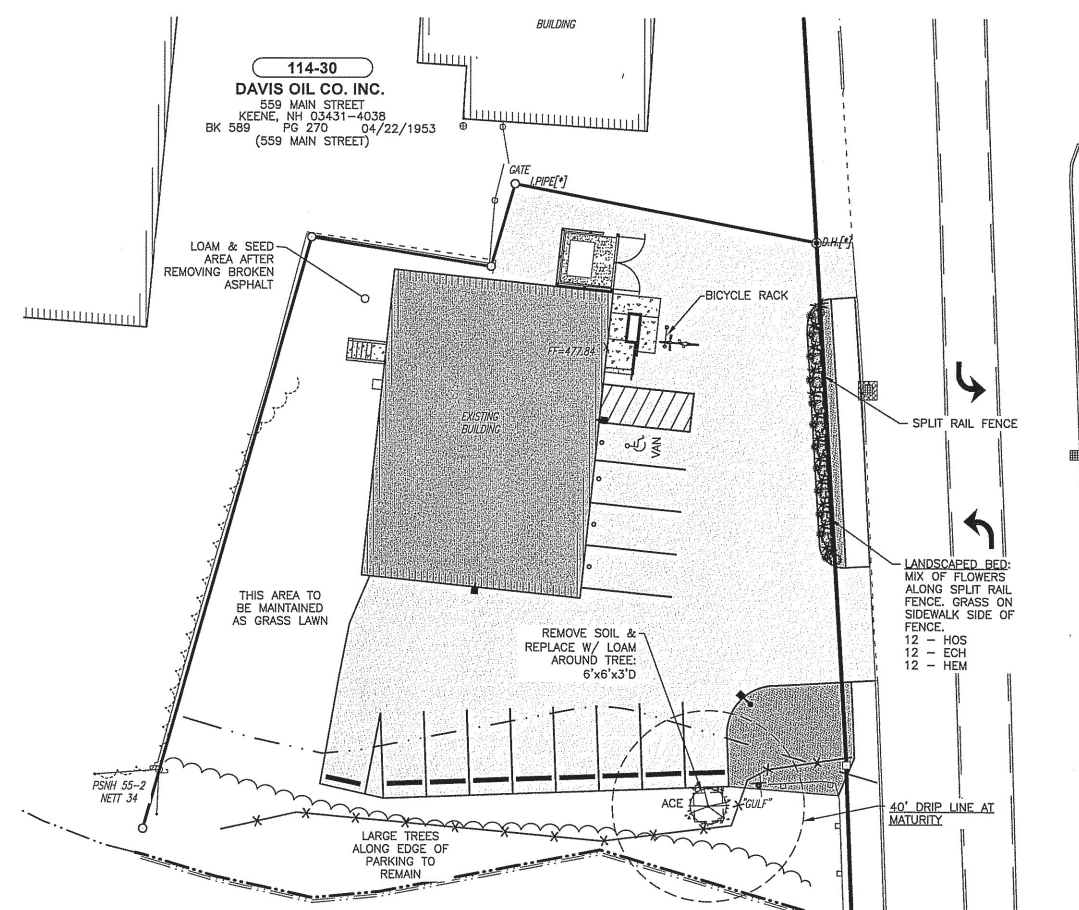 BUILDING
114-30
DAVIS OIL CO. INC.
559 MAIN STREET
KEENE, NH 03431-4038
BK 589 PG 270 04/22/1953
(559 MAIN STREET)
GATE
I.PIPE[*]
D.H.[*]
LOAM & SEED
AREA AFTER
REMOVING BROKEN
ASPHALT
BICYCLE RACK
FF=477.84
EXISTING
BUILDING
VAN
SPLIT RAIL FENCE
LANDSCAPED BED:
MIX OF FLOWERS
ALONG SPLIT RAIL
FENCE. GRASS ON
SIDEWALK SIDE OF
FENCE.
12 – HOS
12 – ECH
12 – HEM
THIS AREA TO
BE MAINTAINED
AS GRASS LAWN
REMOVE SOIL &
REPLACE W/ LOAM
AROUND TREE:
6'x6'x3'D
PSNH 55-2
NETT 34
ACE
"GULF"
40' DRIP LINE AT
MATURITY
LARGE TREES
ALONG EDGE OF
PARKING TO
REMAIN